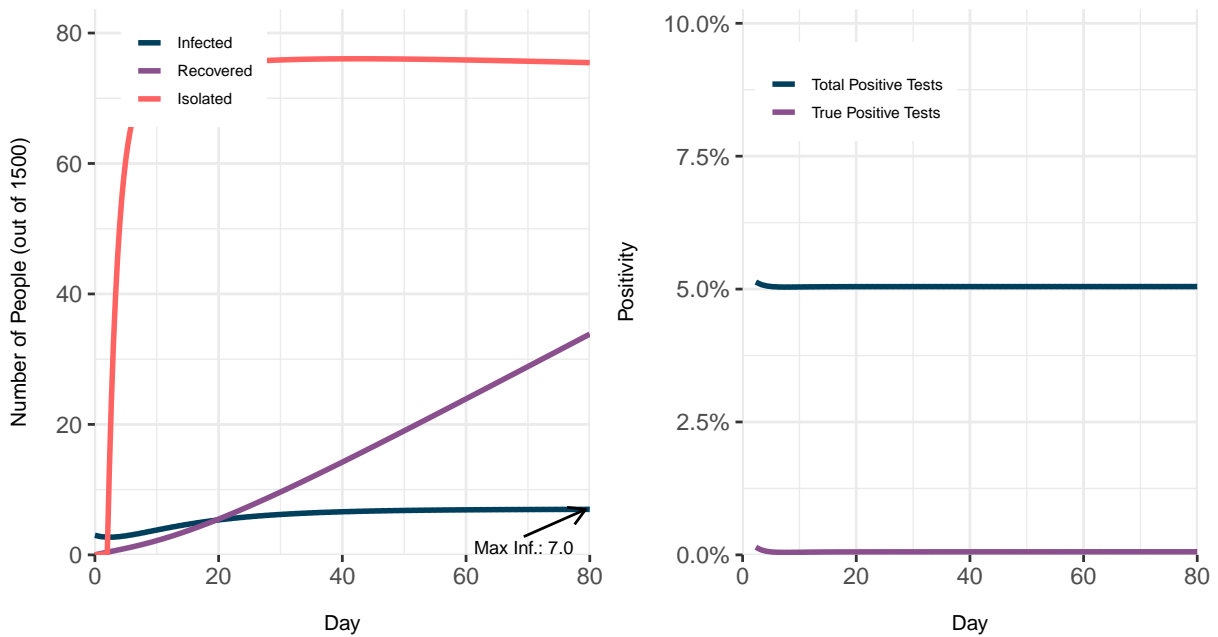 Number of People (out of 1500)
80
60
40
20
0
Infected
Recovered
Isolated
Max Inf.: 7.0
0 20 40 60 80
Day
Positivity
10.0%
7.5%
5.0%
2.5%
0.0%
Total Positive Tests
True Positive Tests
0 20 40 60 80
Day